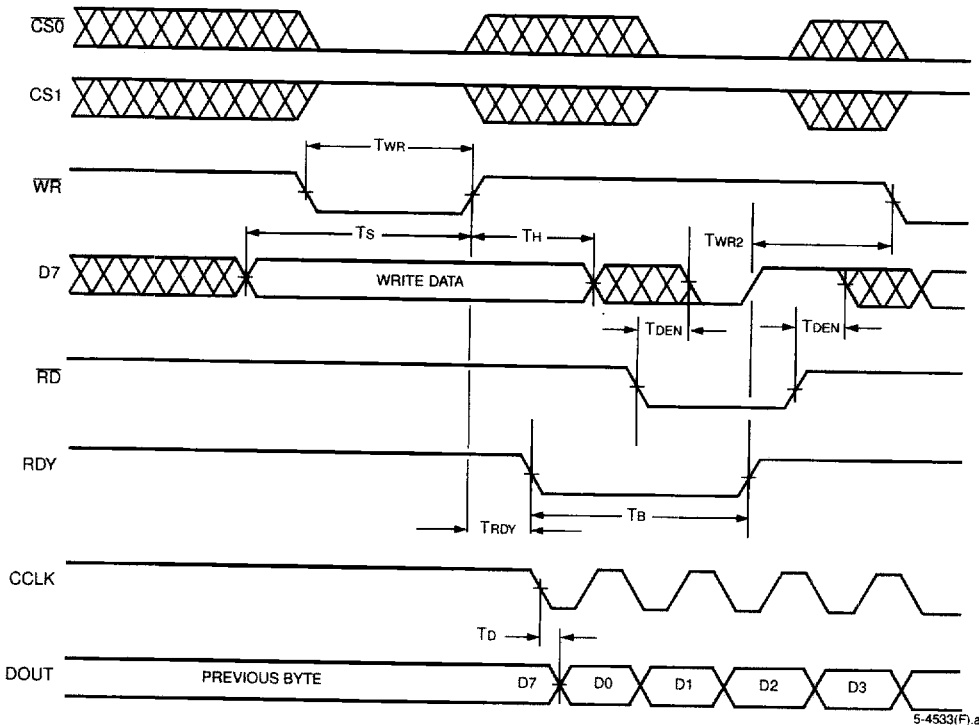 CS0
CS1
TWR
WR
TS
TH
TWR2
D7
WRITE DATA
TDEN
TDEN
RD
RDY
TRDY
TB
CCLK
TD
DOUT
PREVIOUS BYTE
D7
D0
D1
D2
D3
5-4533(F).a